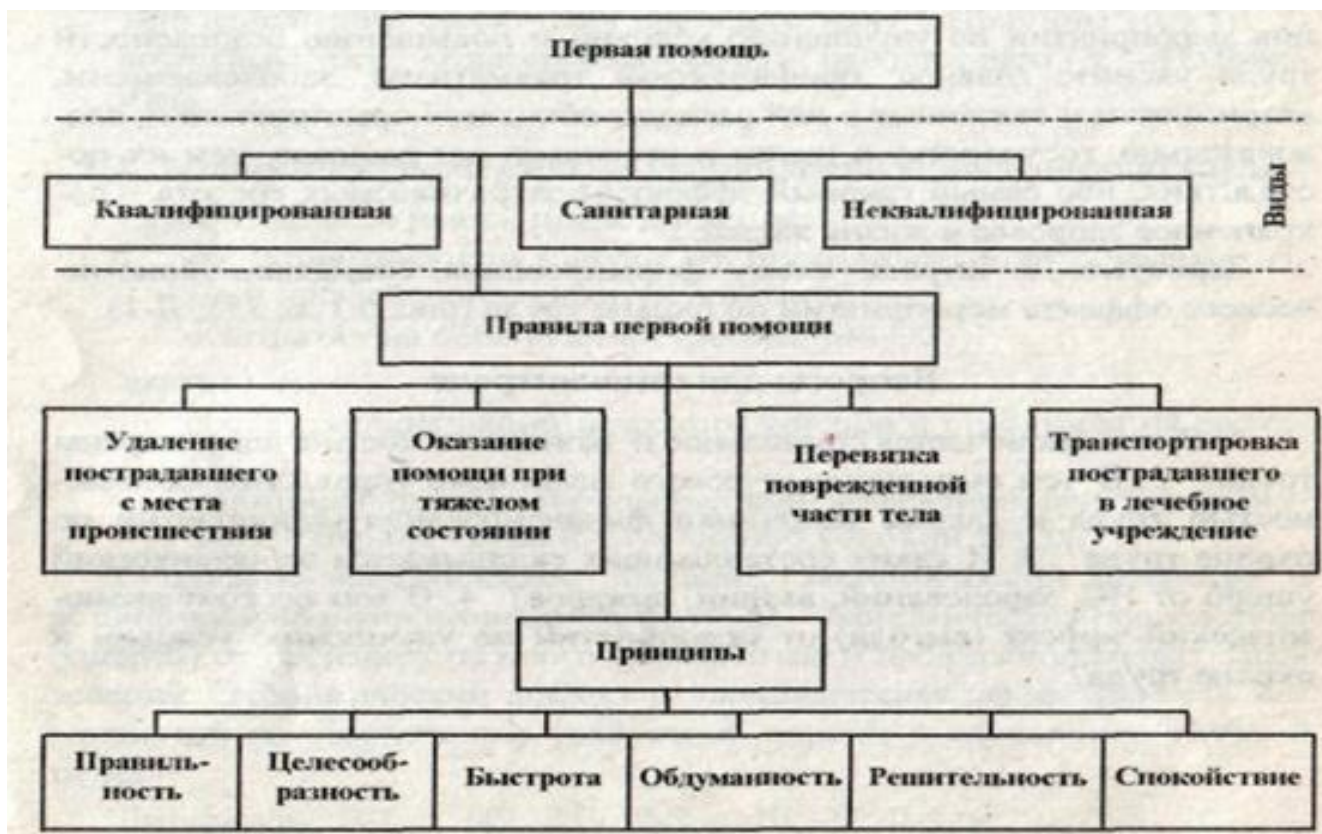 Первая помощь
Квалифицированная
Санитарная
Неквалифицированная
Виды
Правила первой помощи
Удаление
пострадавшего
с места
происшествия
Оказание
помощи при
тяжелом
состоянии
Перевязка
поврежденной
части тела
Транспортировка
пострадавшего
в лечебное
учреждение
Принципы
Правиль-
ность
Целесооб-
разность
Быстрота
Обдуманность
Решительность
Спокойствие